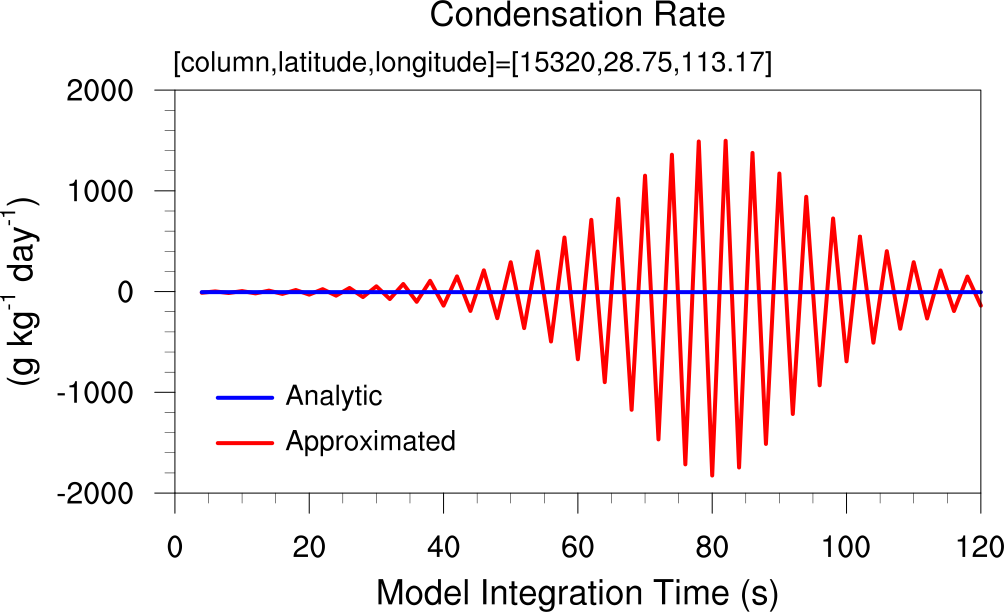 Condensation Rate
[column,latitude,longitude]=[15320,28.75,113.17]
2000
1000
0
-1000
-2000
(g kg⁻¹ day⁻¹)
Analytic
Approximated
0 20 40 60 80 100 120
Model Integration Time (s)